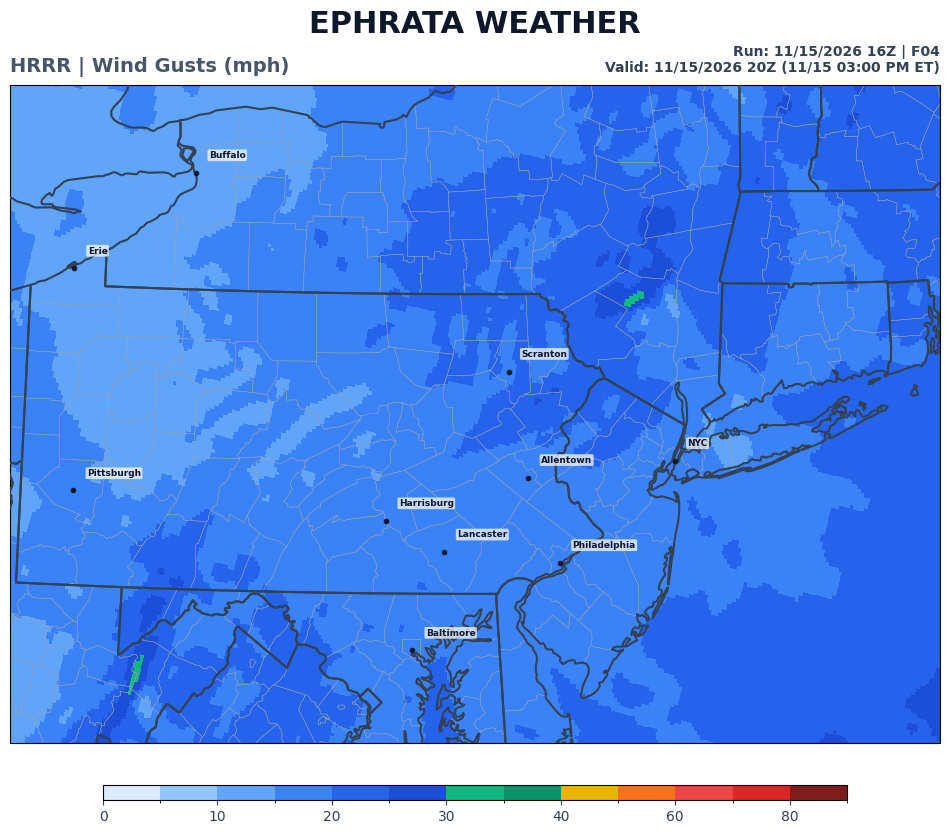 EPHRATA WEATHER
HRRR | Wind Gusts (mph)
Run: 11/15/2026 16Z | F04
Valid: 11/15/2026 20Z (11/15 03:00 PM ET)
Buffalo
Erie
Scranton
NYC
Allentown
Pittsburgh
Harrisburg
Lancaster
Philadelphia
Baltimore
0 10 20 30 40 60 80